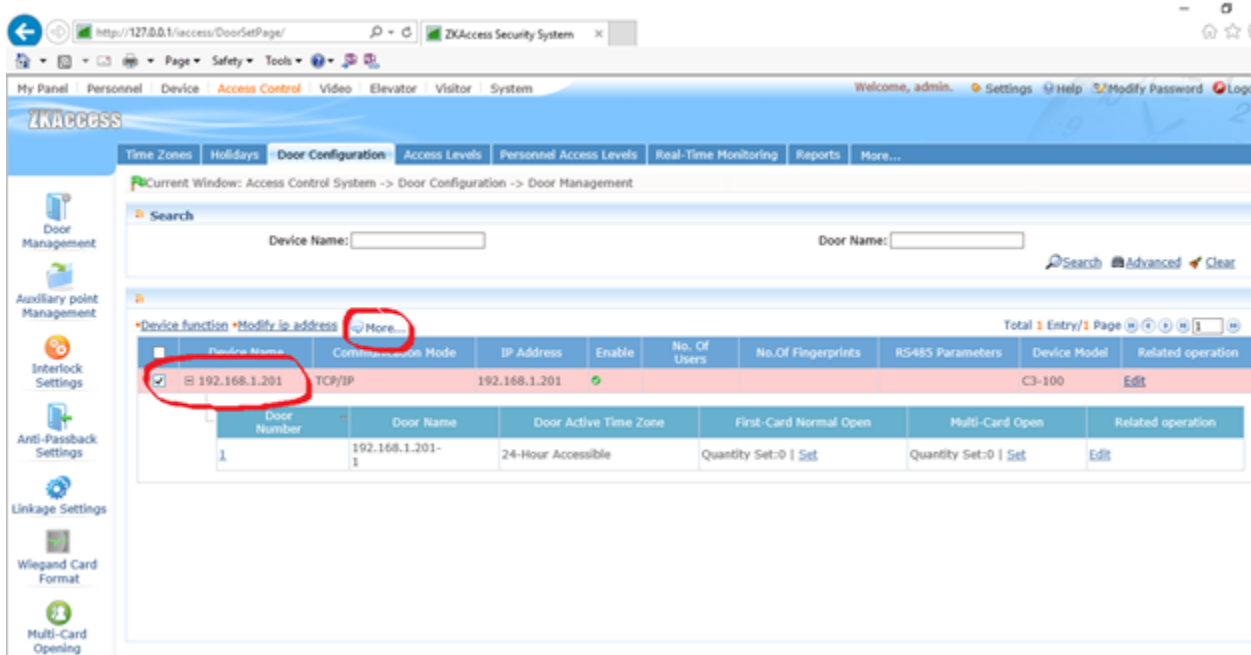 http://127.0.0.1/iaccess/DoorSetPage/
ZKAccess Security System
Page Safety Tools
My Panel Personnel Device Access Control Video Elevator Visitor System
Welcome, admin. Settings Help Modify Password
ZKAccess
Time Zones Holidays Door Configuration Access Levels Personnel Access Levels Real-Time Monitoring Reports More...
Current Window: Access Control System -> Door Configuration -> Door Management
Door
Management
Auxiliary point
Management
Interlock
Settings
Anti-Passback
Settings
Linkage Settings
Wiegand Card
Format
Multi-Card
Opening
Search
Device Name: Door Name:
Search Advanced Clear
Device function Modify ip address More... Total 1 Entry/1 Page 1
Device Name Communication Mode IP Address Enable No. Of Users No.Of Fingerprints RS485 Parameters Device Model Related operation
192.168.1.201 TCP/IP 192.168.1.201 C3-100 Edit
Door Number Door Name Door Active Time Zone First-Card Normal Open Multi-Card Open Related operation
1 192.168.1.201-1 24-Hour Accessible Quantity Set:0 | Set Quantity Set:0 | Set Edit